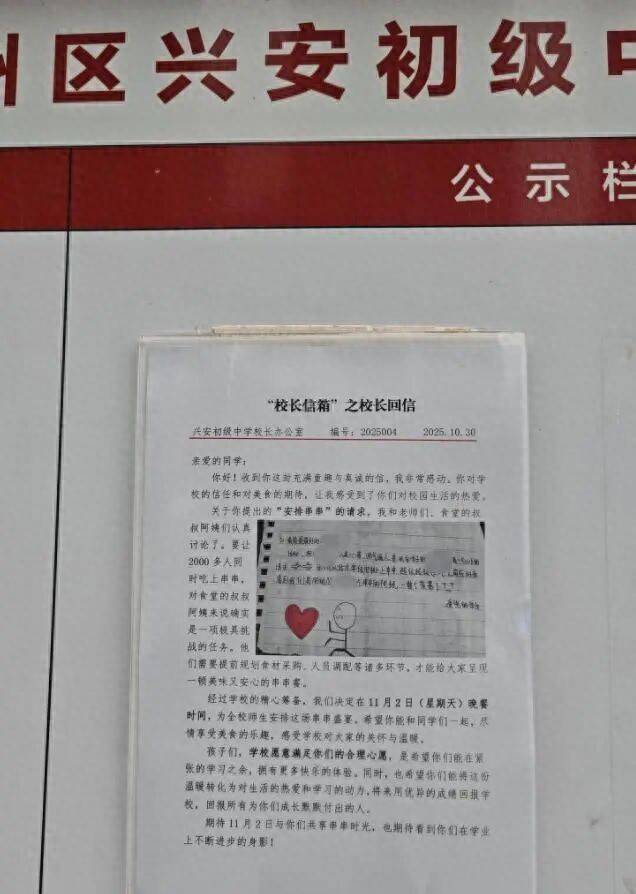 区兴安初级中
公示栏
“校长信箱”之校长回信
兴安初级中学校长办公室 编号：2025004 2025.10.30
亲爱的同学：
你好！收到你这封充满童趣与真诚的信，我非常感动。你对学
校的信任和对美食的期待，让我感受到了你们对校园生活的热爱。
关于你提出的“安排串串”的请求，我和老师们、食堂的叔
叔阿姨们认真
讨论了。要让
2000 多人同
时吃上串串，
对食堂的叔叔
阿姨来说确实
是一项极具挑
战的任务。他
们需要提前规划食材采购、人员调配等诸多环节，才能给大家呈现
一顿美味又安心的串串餐。
经过学校的精心筹备，我们决定在 11 月 2 日（星期天）晚餐
时间，为全校师生安排这场串串盛宴。希望你能和同学们一起，尽
情享受美食的乐趣，感受学校对大家的关怀与温暖。
孩子们，学校愿意满足你们的合理心愿，是希望你们能在紧
张的学习之余，拥有更多快乐的体验。同时，也希望你们能将这份
温暖转化为对生活的热爱和学习的动力，将来用优异的成绩回报学
校，回报所有为你们成长默默付出的人。
期待 11 月 2 日与你们共享串串时光，也期待看到你们在学业
上不断进步的身影！